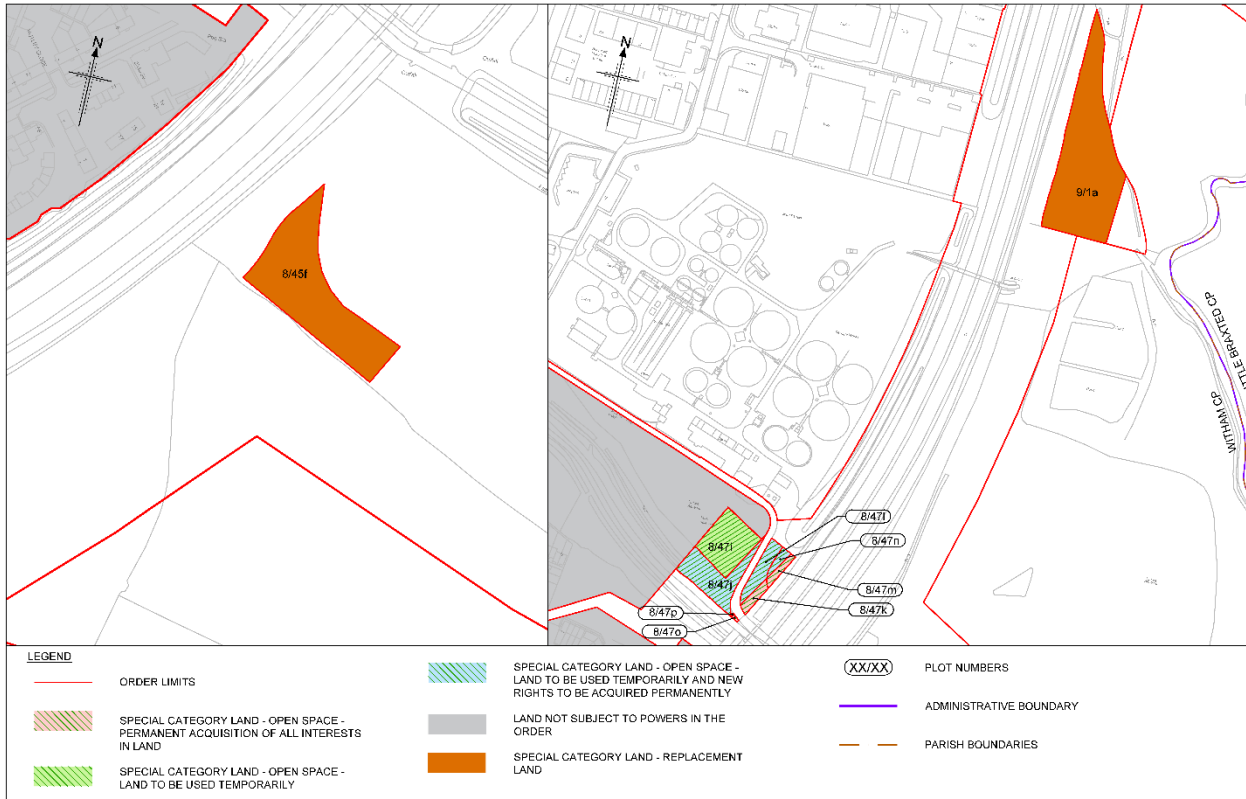 N
8/45f
N
9/1a
LITTLE BRAXTED CP
WITHAM CP
8/47i
8/47j
8/47l
8/47n
8/47m
8/47k
8/47p
8/47o
LEGEND
ORDER LIMITS
SPECIAL CATEGORY LAND - OPEN SPACE -
PERMANENT ACQUISITION OF ALL INTERESTS
IN LAND
SPECIAL CATEGORY LAND - OPEN SPACE -
LAND TO BE USED TEMPORARILY
SPECIAL CATEGORY LAND - OPEN SPACE -
LAND TO BE USED TEMPORARILY AND NEW
RIGHTS TO BE ACQUIRED PERMANENTLY
LAND NOT SUBJECT TO POWERS IN THE
ORDER
SPECIAL CATEGORY LAND - REPLACEMENT
LAND
XX/XX
PLOT NUMBERS
ADMINISTRATIVE BOUNDARY
PARISH BOUNDARIES